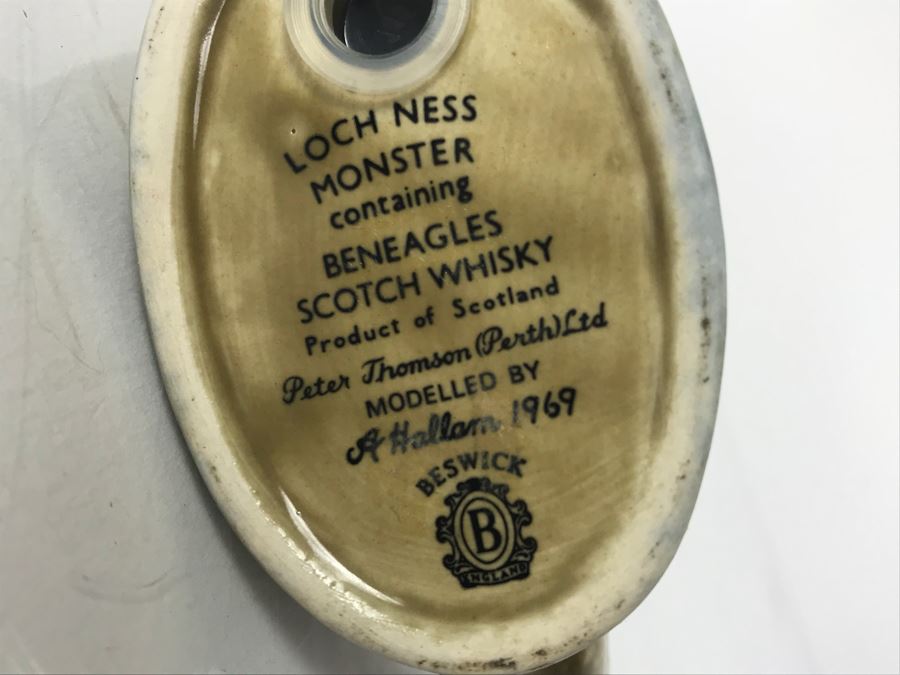 LOCH NESS
MONSTER
containing
BENEAGLES
SCOTCH WHISKY
Product of Scotland
Peter Thomson (Perth) Ltd
MODELLED BY
A Hallam 1969
BESWICK
B
ENGLAND